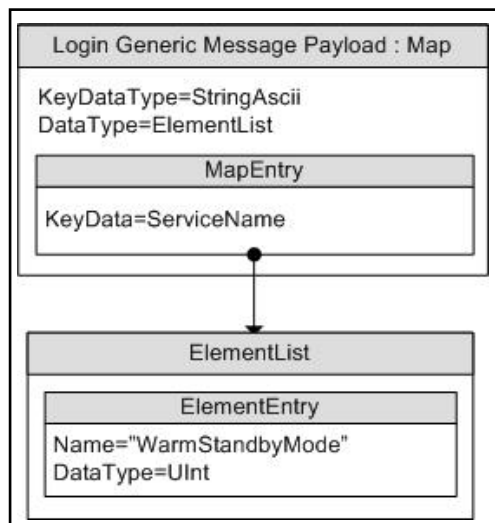 Login Generic Message Payload : Map
KeyDataType=StringAscii
DataType=ElementList
MapEntry
KeyData=ServiceName
ElementList
ElementEntry
Name="WarmStandbyMode"
DataType=UInt